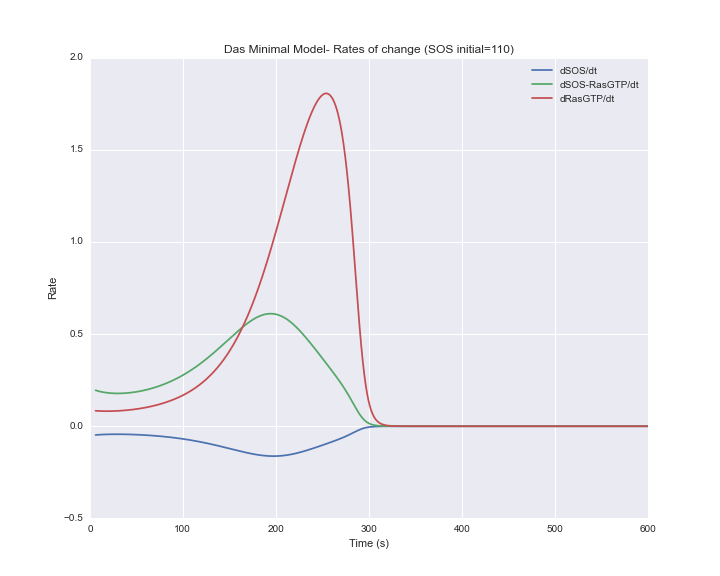 Das Minimal Model- Rates of change (SOS initial=110)
2.0
1.5
1.0
0.5
0.0
−0.5
Rate
dSOS/dt
dSOS-RasGTP/dt
dRasGTP/dt
0 100 200 300 400 500 600
Time (s)